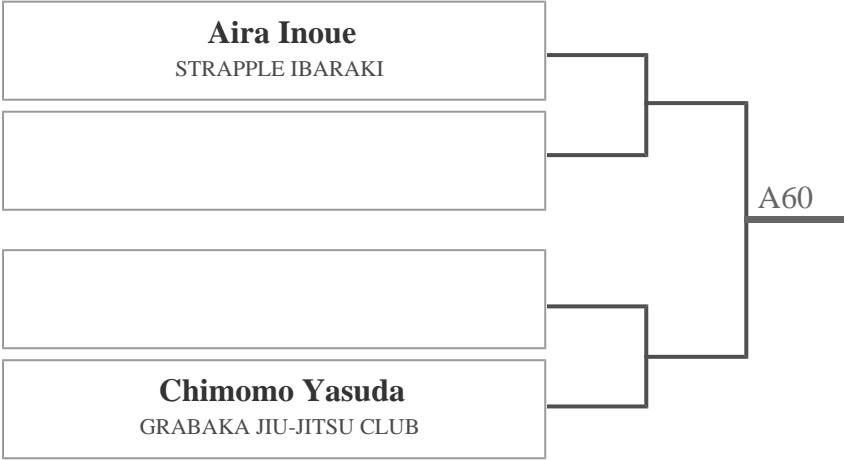 Aira Inoue
STRAPPLE IBARAKI
A60
Chimomo Yasuda
GRABAKA JIU-JITSU CLUB